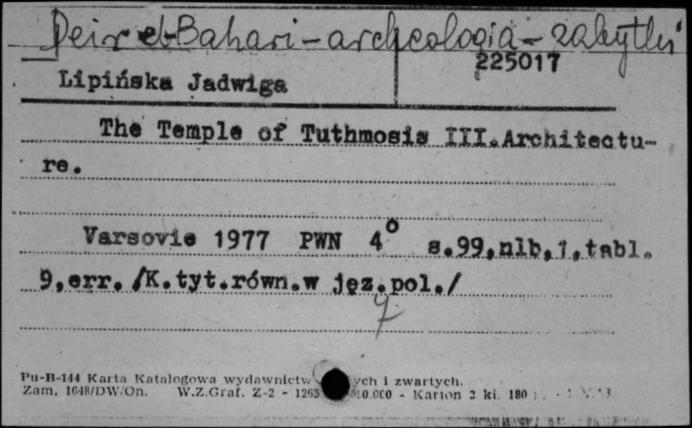 Deir el-Bahari - archeologia - zabytki
225017
Lipińska Jadwiga
The Temple of Tuthmosis III.Architectu-
re.
Varsovie 1977 PWN 4° s.99,nlb,1,tabl.
9,err. /K.tyt.równ.w jęz.pol./
Pu-B-144 Karta Katalogowa wydawnictw ych i zwartych.
Zam. 1648/DW/On. W.Z.Graf. Z-2 - 1265 - Karton 2 kl. 180